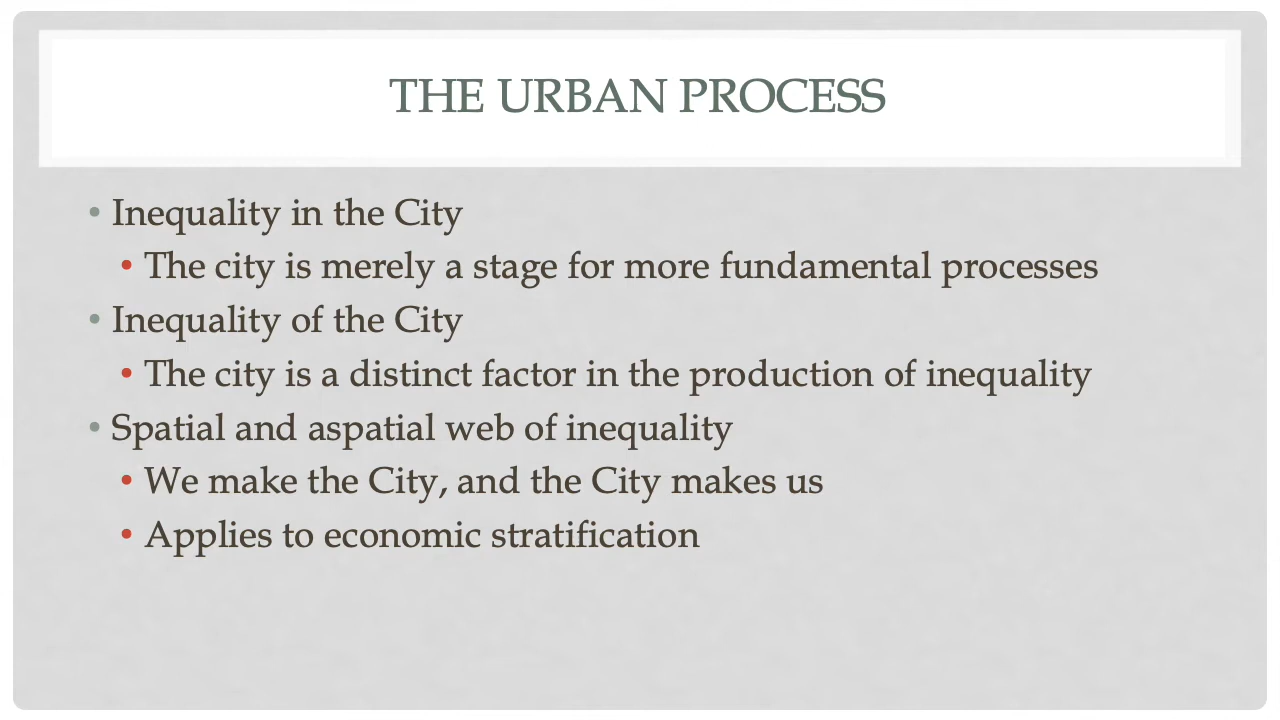 THE URBAN PROCESS
• Inequality in the City
• The city is merely a stage for more fundamental processes
• Inequality of the City
• The city is a distinct factor in the production of inequality
• Spatial and aspatial web of inequality
• We make the City, and the City makes us
• Applies to economic stratification